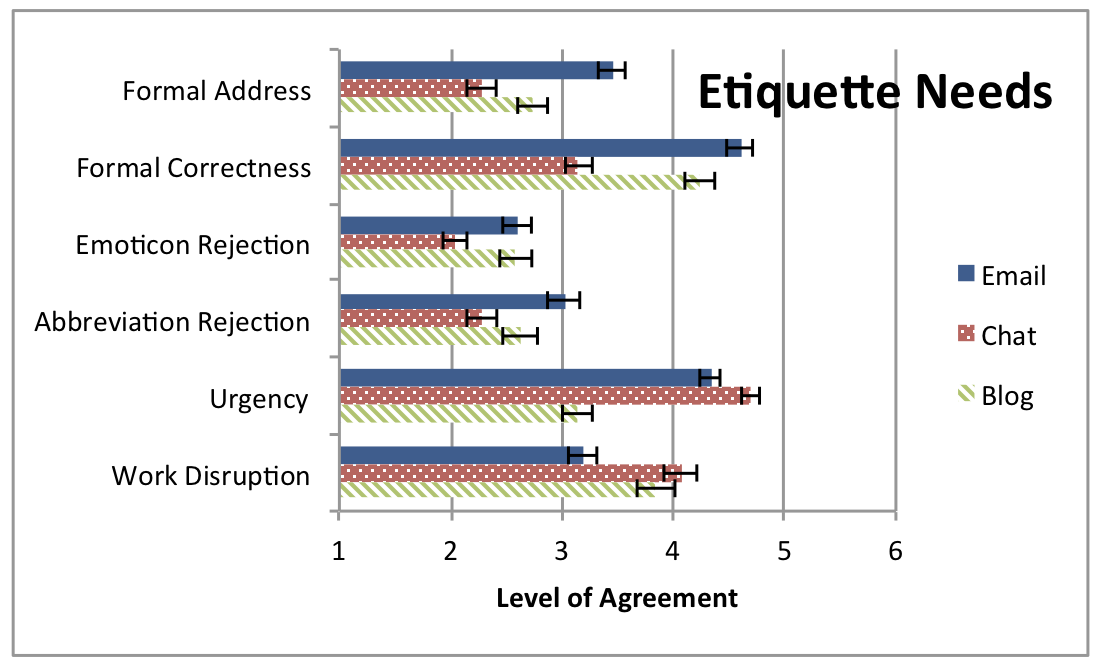 Etiquette Needs
Formal Address
Formal Correctness
Emoticon Rejection
Abbreviation Rejection
Urgency
Work Disruption
Email
Chat
Blog
1 2 3 4 5 6
Level of Agreement